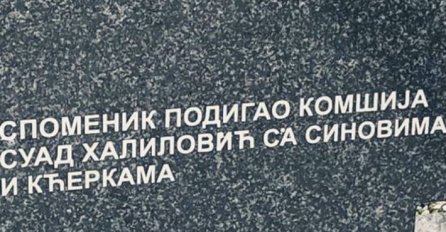 СПОМЕНИК ПОДИГАО КОМШИЈА
СУАД ХАЛИЛОВИЋ СА СИНОВИМА
И КЋЕРКАМА